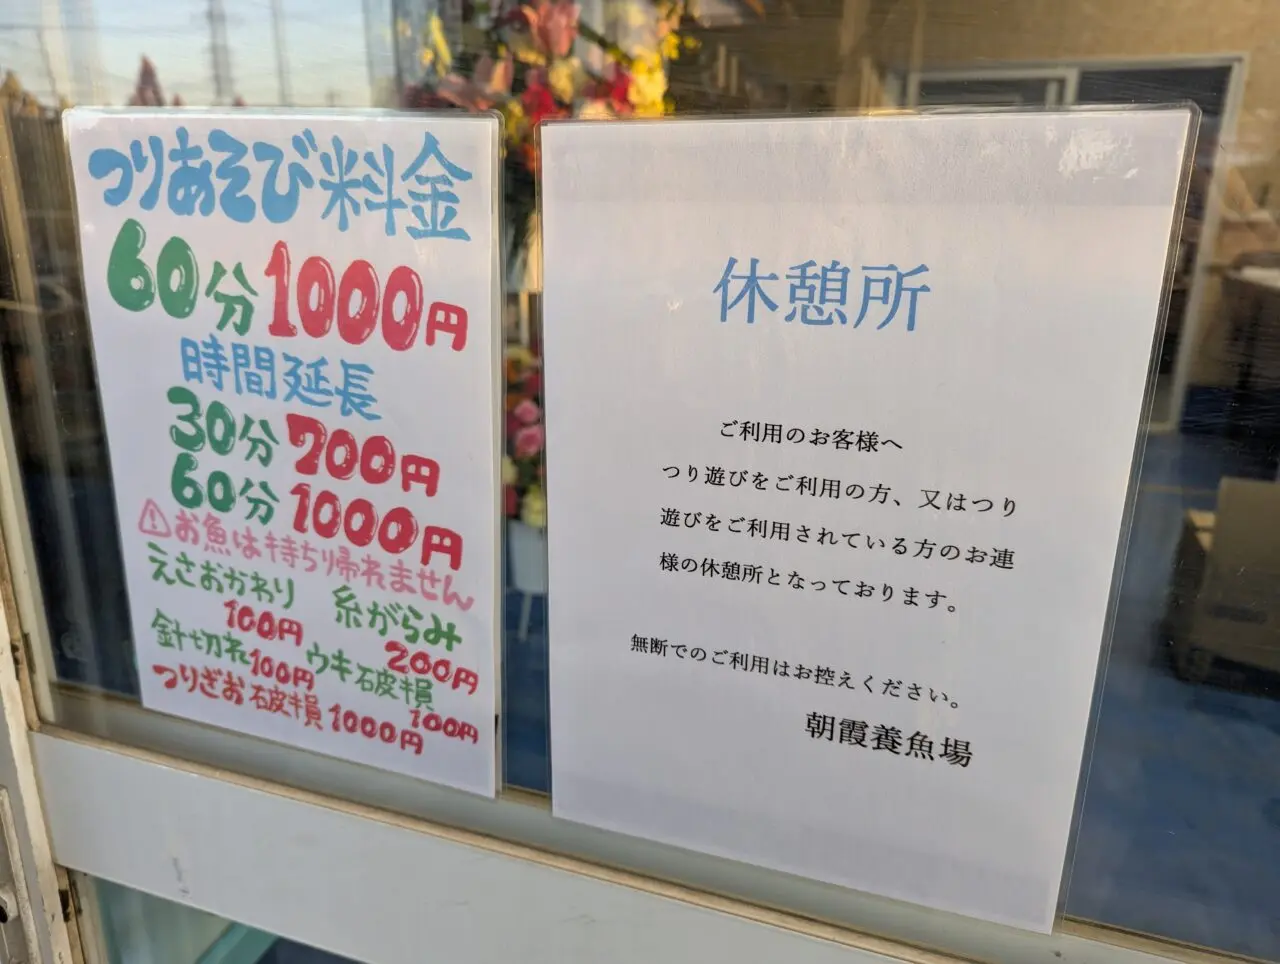 つりあそび料金
60分1000円
時間延長
30分700円
60分1000円
⚠お魚は持ち帰れません
えさおかわり
100円
糸がらみ
200円
針切れ100円
ウキ破損
100円
つりざお破損1000円
休憩所
ご利用のお客様へ
つり遊びをご利用の方、又はつり
遊びをご利用されている方のお連
様の休憩所となっております。
無断でのご利用はお控えください。
朝霞養魚場